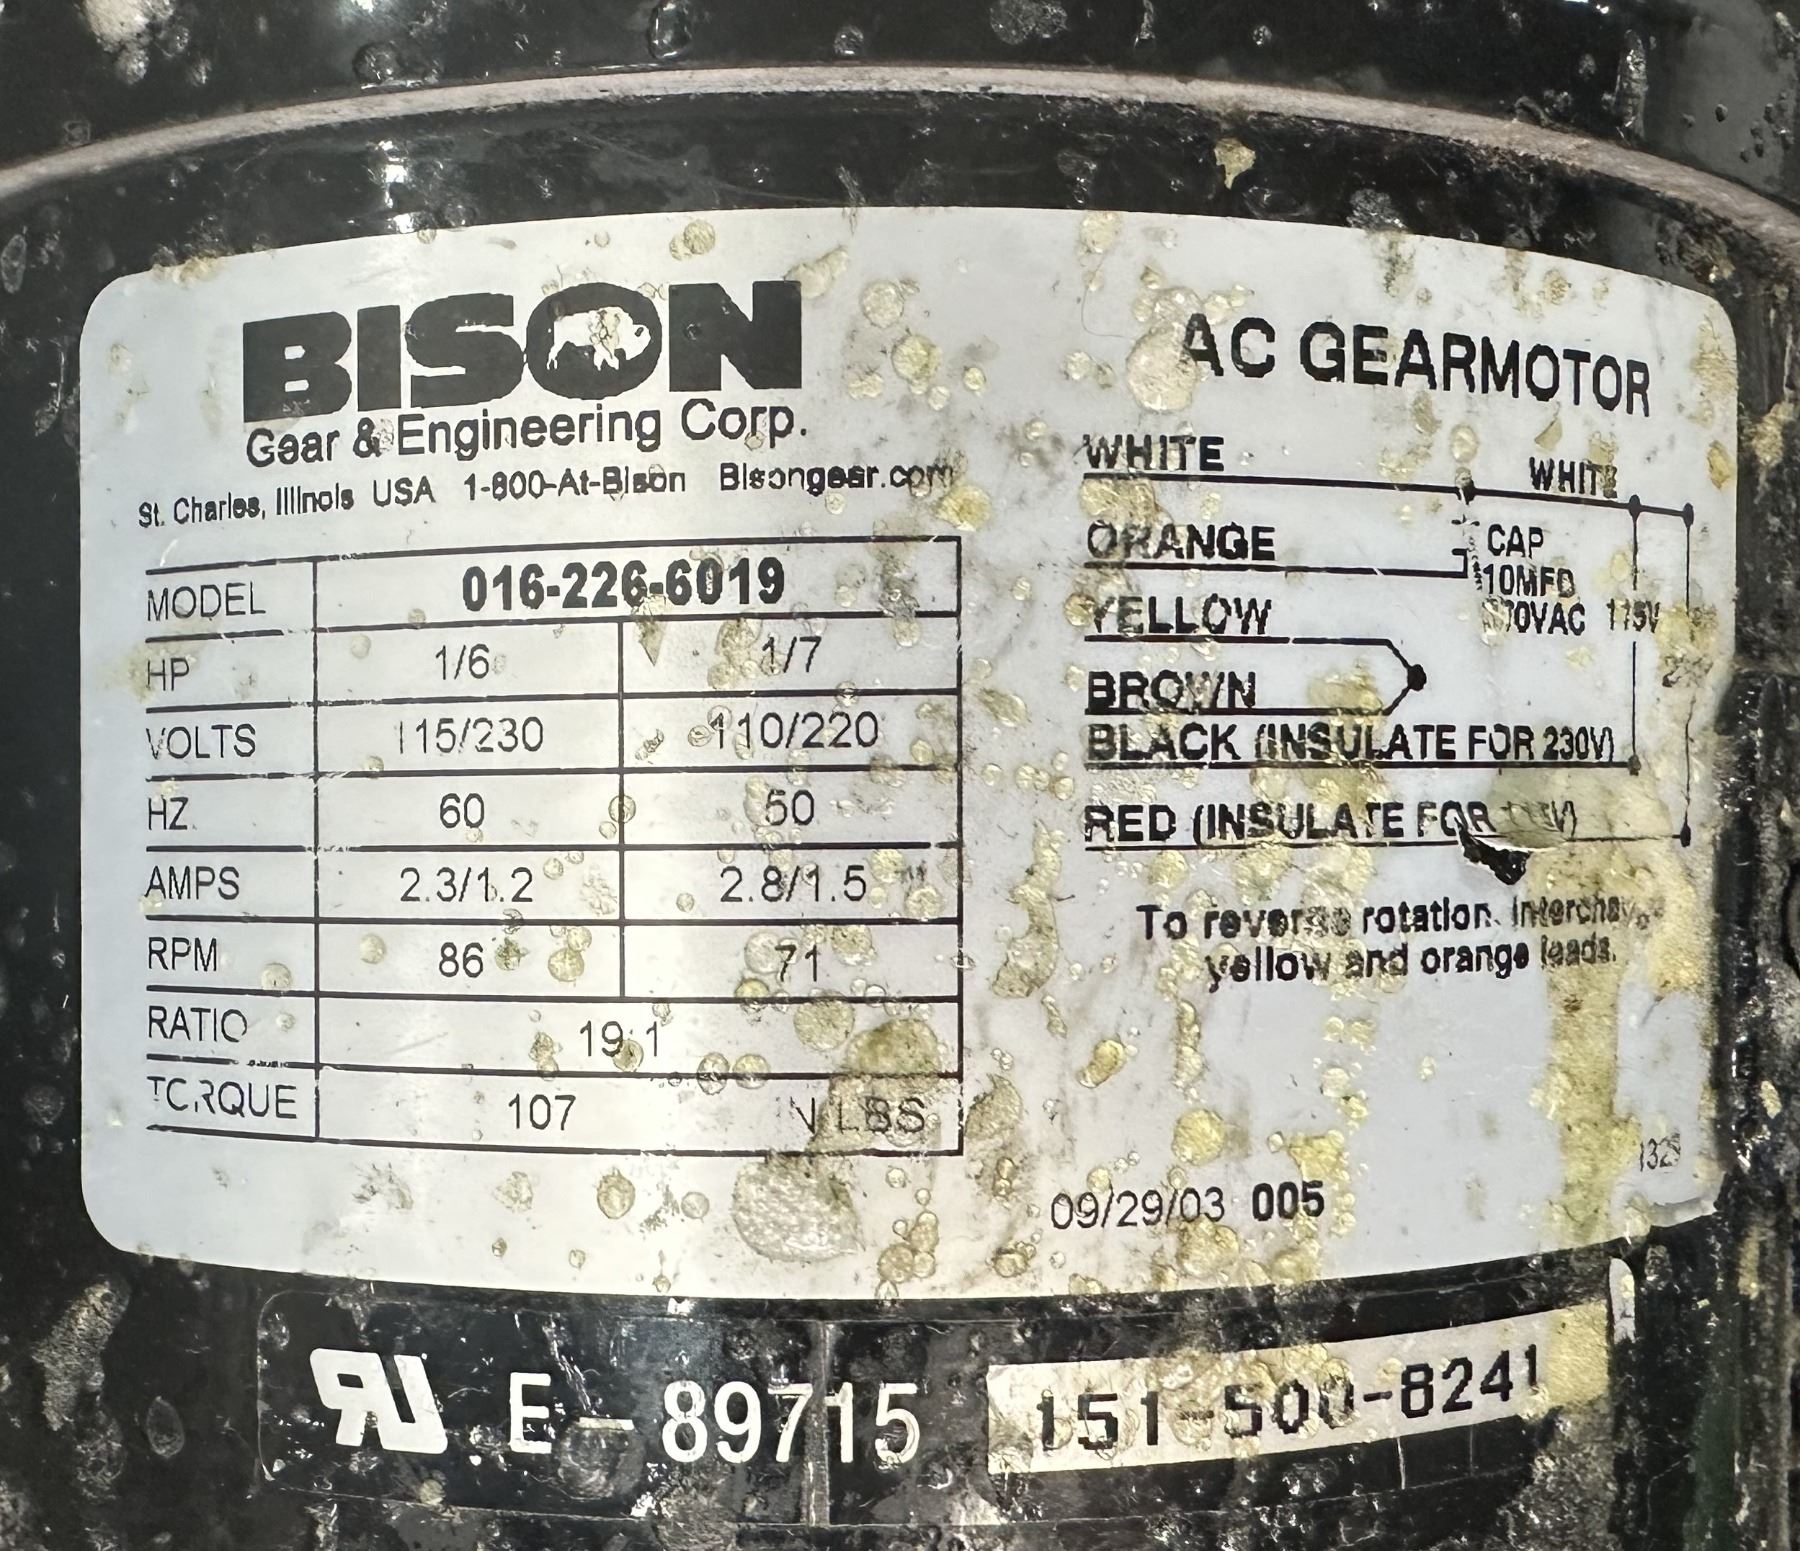 BISON
Gear & Engineering Corp.
St. Charles, Illinois USA 1-800-At-Bison Bisongear.com
MODEL 016-226-6019
HP 1/6 1/7
VOLTS 115/230 110/220
HZ 60 50
AMPS 2.3/1.2 2.8/1.5
RPM 86 71
RATIO 19:1
TORQUE 107 IN LBS
AC GEARMOTOR
WHITE WHITE
ORANGE CAP
10MFD
YELLOW 115V
BROWN
BLACK (INSULATE FOR 230V)
RED (INSULATE FOR
To reverse rotation interchange
yellow and orange leads.
09/29/03 005
RU E-89715 151-500-8241